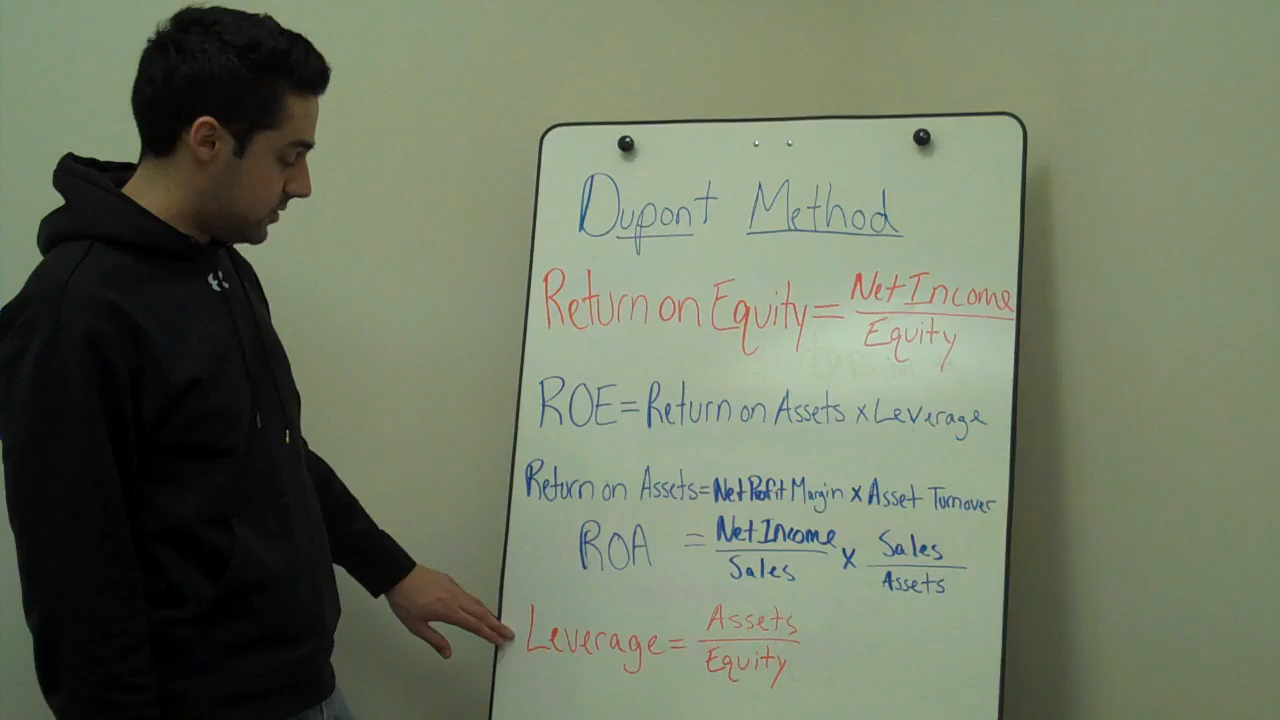 Dupont Method
Return on Equity = Net Income / Equity
ROE = Return on Assets x Leverage
Return on Assets = Net Profit Margin x Asset Turnover
ROA = Net Income / Sales x Sales / Assets
Leverage = Assets / Equity